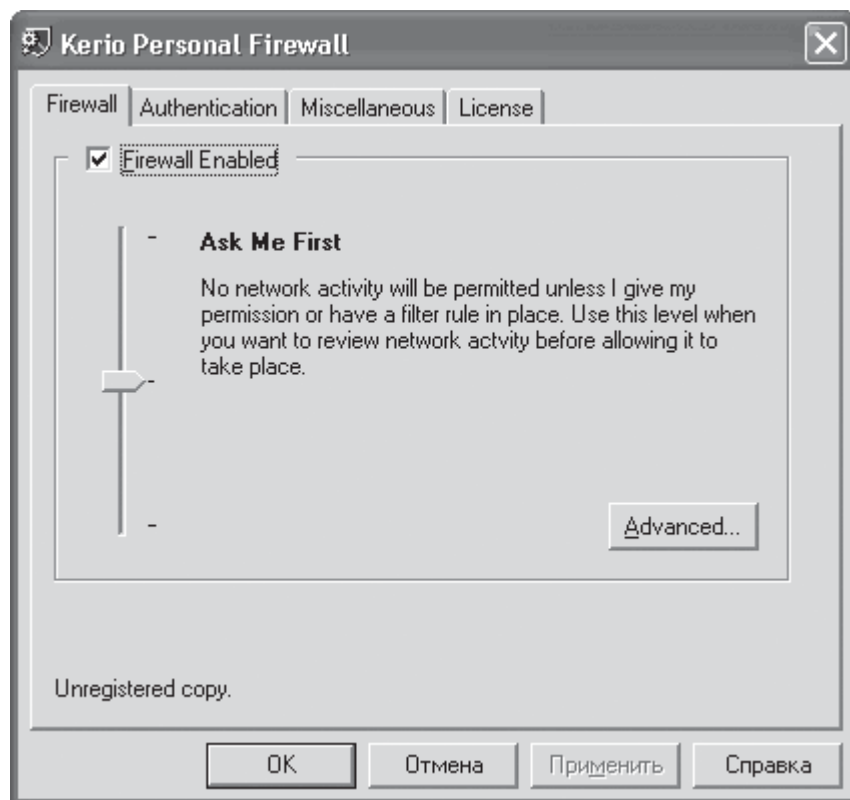 Kerio Personal Firewall
Firewall Authentication Miscellaneous License
Firewall Enabled
Ask Me First
No network activity will be permitted unless I give my
permission or have a filter rule in place. Use this level when
you want to review network actvity before allowing it to
take place.
Advanced...
Unregistered copy.
OK Отмена Применить Справка